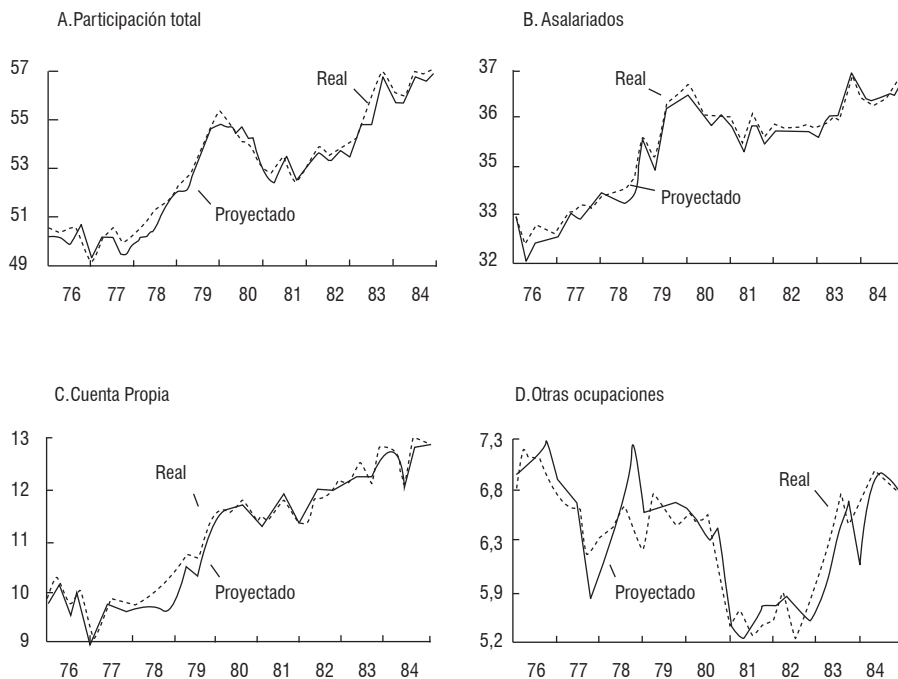 A.Participación total
57
55
53
51
49
Real
Proyectado
76 77 78 79 80 81 82 83 84
B. Asalariados
37
36
35
33
32
Real
Proyectado
76 77 78 79 80 81 82 83 84
C.Cuenta Propia
13
12
11
10
9
Real
Proyectado
76 77 78 79 80 81 82 83 84
D.Otras ocupaciones
7,3
6,8
6,3
5,9
5,2
Real
Proyectado
76 77 78 79 80 81 82 83 84